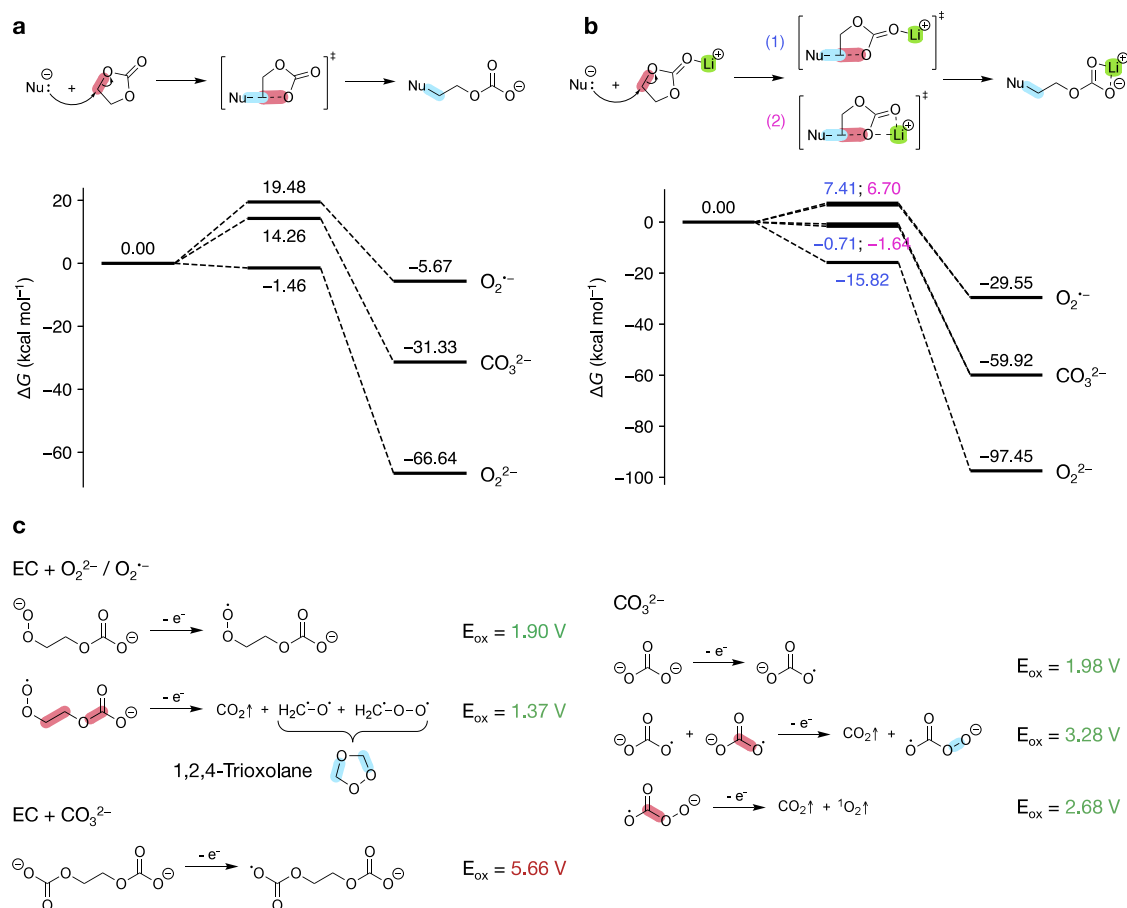 a
Nu:⊖ + O O O → [Nu O O O]‡ → Nu O O O⊖
20
0
−20
−40
−60
ΔG (kcal mol⁻¹)
0.00
19.48
14.26
−1.46
−5.67
O₂•⁻
−31.33
CO₃²⁻
−66.64
O₂²⁻
b
Nu:⊖ + O O O Li⊕ → (1) [Nu O O O Li⊕]‡
(2) [Nu O O O Li⊕]‡ → Nu O O O Li⊕
0
−20
−40
−60
−80
−100
ΔG (kcal mol⁻¹)
0.00
7.41; 6.70
−0.71; −1.64
−15.82
−29.55
O₂•⁻
−59.92
CO₃²⁻
−97.45
O₂²⁻
c
EC + O₂²⁻ / O₂•⁻
⊖O O O O O⊖ - e⁻ → •O O O O O⊖ Eₒₓ = 1.90 V
•O O O O O⊖ - e⁻ → CO₂↑ + H₂Ċ-O• + H₂Ċ-O-O• Eₒₓ = 1.37 V
1,2,4-Trioxolane O O O
EC + CO₃²⁻
⊖O O O O O O⊖ - e⁻ → •O O O O O O⊖ Eₒₓ = 5.66 V
CO₃²⁻
⊖O O O⊖ - e⁻ → ⊖O O O• Eₒₓ = 1.98 V
⊖O O O• + ⊖O O O• - e⁻ → CO₂↑ + •O O O O⊖ Eₒₓ = 3.28 V
•O O O O⊖ - e⁻ → CO₂↑ + ¹O₂↑ Eₒₓ = 2.68 V